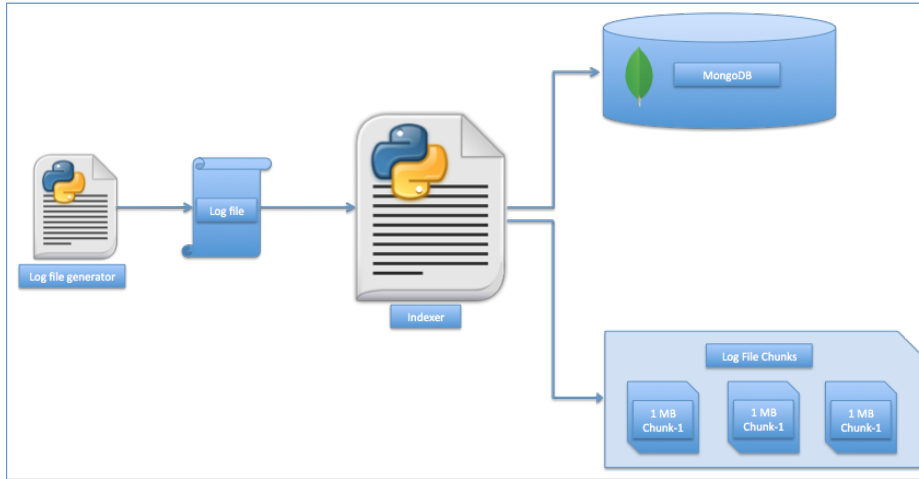 MongoDB
Log file
Log file generator
Indexer
Log File Chunks
1 MB
Chunk-1
1 MB
Chunk-1
1 MB
Chunk-1